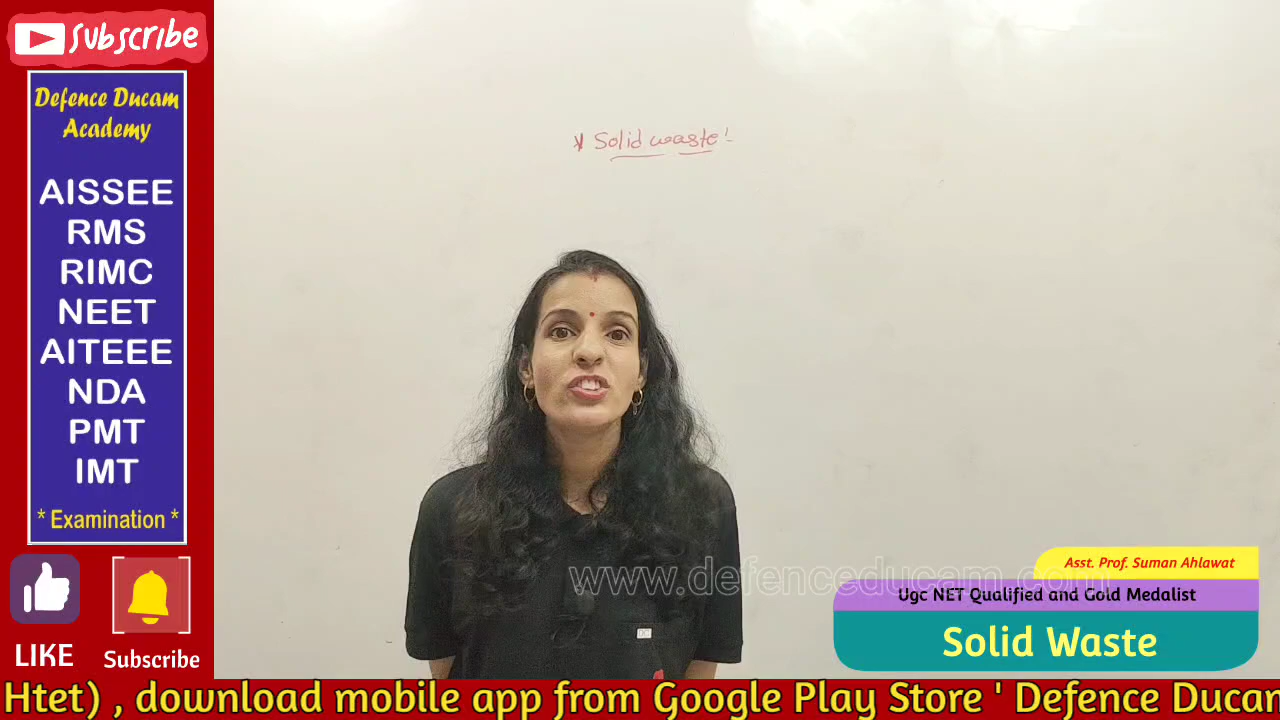 Subscribe
Defence Ducam
Academy
AISSEE
RMS
RIMC
NEET
AITEEE
NDA
PMT
IMT
* Examination *
LIKE
Subscribe
* Solid waste :-
www.defenceducam.com
Asst. Prof. Suman Ahlawat
Ugc NET Qualified and Gold Medalist
Solid Waste
Htet) , download mobile app from Google Play Store ' Defence Ducam